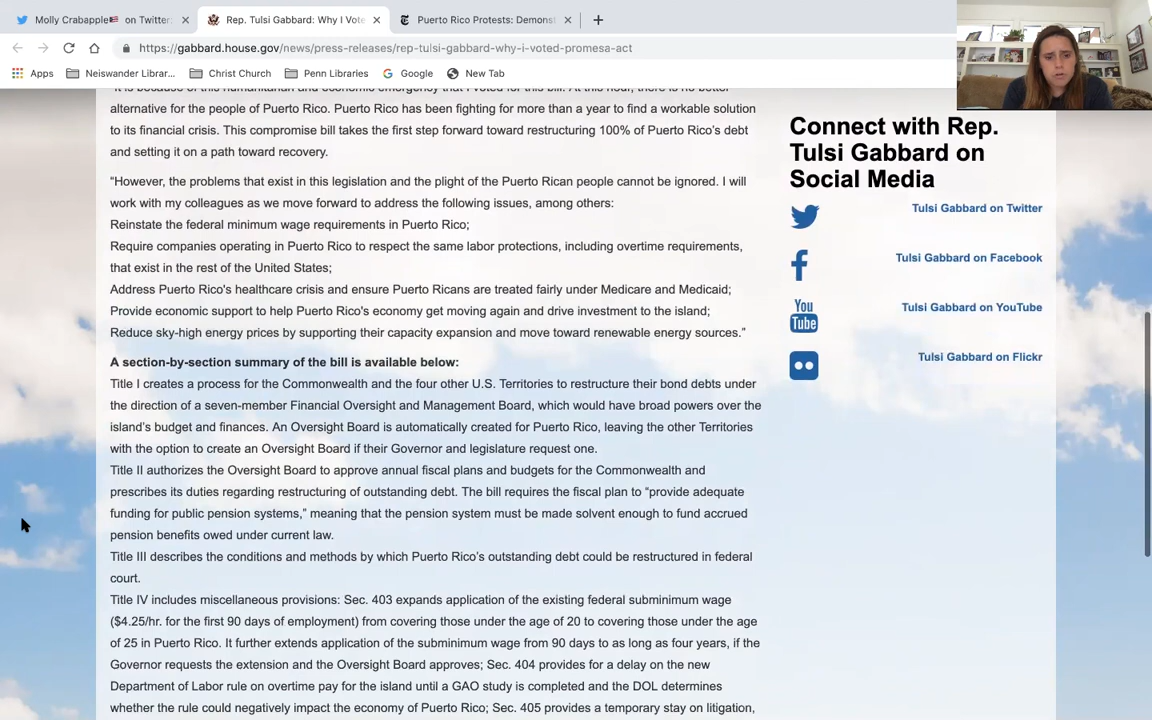 Molly Crabapple on Twitter:
Rep. Tulsi Gabbard: Why I Vote
Puerto Rico Protests: Demonst
https://gabbard.house.gov/news/press-releases/rep-tulsi-gabbard-why-i-voted-promesa-act
Apps Neiswander Librar... Christ Church Penn Libraries Google New Tab
"It is because of this humanitarian and economic emergency that I voted for this bill. At this hour, there is no better
alternative for the people of Puerto Rico. Puerto Rico has been fighting for more than a year to find a workable solution
to its financial crisis. This compromise bill takes the first step forward toward restructuring 100% of Puerto Rico's debt
and setting it on a path toward recovery.
“However, the problems that exist in this legislation and the plight of the Puerto Rican people cannot be ignored. I will
work with my colleagues as we move forward to address the following issues, among others:
Reinstate the federal minimum wage requirements in Puerto Rico;
Require companies operating in Puerto Rico to respect the same labor protections, including overtime requirements,
that exist in the rest of the United States;
Address Puerto Rico's healthcare crisis and ensure Puerto Ricans are treated fairly under Medicare and Medicaid;
Provide economic support to help Puerto Rico's economy get moving again and drive investment to the island;
Reduce sky-high energy prices by supporting their capacity expansion and move toward renewable energy sources.”
A section-by-section summary of the bill is available below:
Title I creates a process for the Commonwealth and the four other U.S. Territories to restructure their bond debts under
the direction of a seven-member Financial Oversight and Management Board, which would have broad powers over the
island's budget and finances. An Oversight Board is automatically created for Puerto Rico, leaving the other Territories
with the option to create an Oversight Board if their Governor and legislature request one.
Title II authorizes the Oversight Board to approve annual fiscal plans and budgets for the Commonwealth and
prescribes its duties regarding restructuring of outstanding debt. The bill requires the fiscal plan to “provide adequate
funding for public pension systems,” meaning that the pension system must be made solvent enough to fund accrued
pension benefits owed under current law.
Title III describes the conditions and methods by which Puerto Rico's outstanding debt could be restructured in federal
court.
Title IV includes miscellaneous provisions: Sec. 403 expands application of the existing federal subminimum wage
($4.25/hr. for the first 90 days of employment) from covering those under the age of 20 to covering those under the age
of 25 in Puerto Rico. It further extends application of the subminimum wage from 90 days to as long as four years, if the
Governor requests the extension and the Oversight Board approves; Sec. 404 provides for a delay on the new
Department of Labor rule on overtime pay for the island until a GAO study is completed and the DOL determines
whether the rule could negatively impact the economy of Puerto Rico; Sec. 405 provides a temporary stay on litigation,
Connect with Rep.
Tulsi Gabbard on
Social Media
Tulsi Gabbard on Twitter
Tulsi Gabbard on Facebook
You
Tube
Tulsi Gabbard on YouTube
Tulsi Gabbard on Flickr